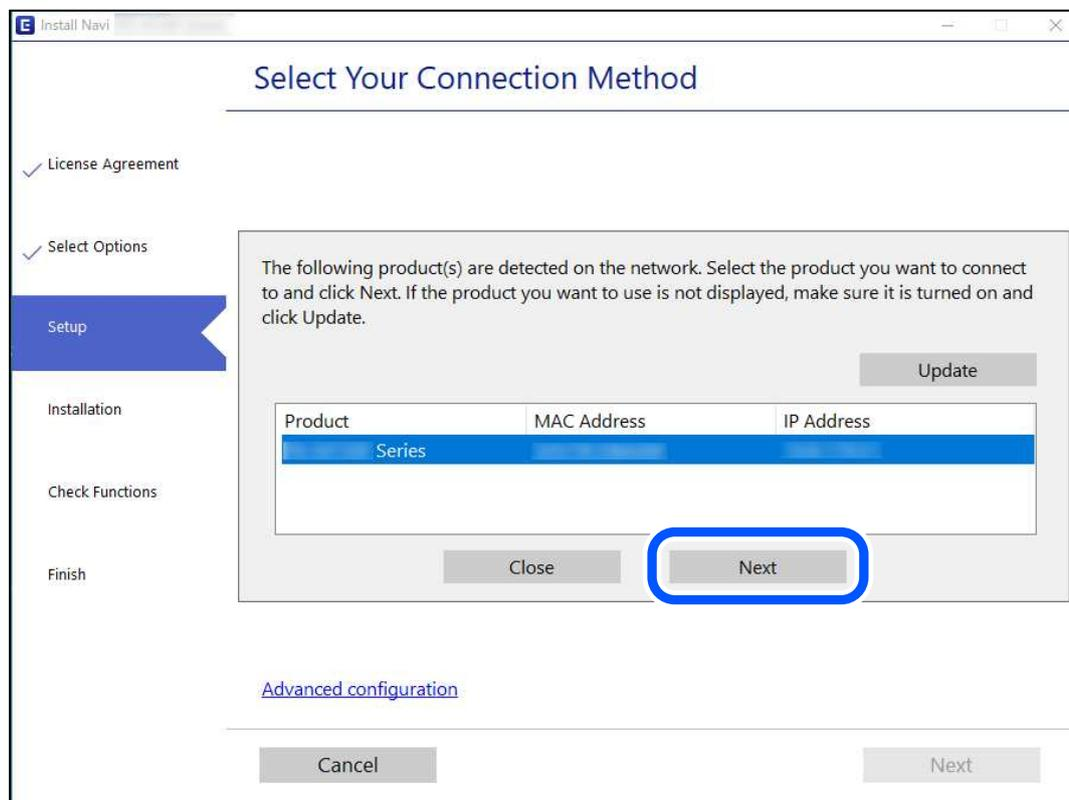 Install Navi
Select Your Connection Method
License Agreement
Select Options
Setup
Installation
Check Functions
Finish
The following product(s) are detected on the network. Select the product you want to connect
to and click Next. If the product you want to use is not displayed, make sure it is turned on and
click Update.
Update
Product MAC Address IP Address
Series
Close Next
Advanced configuration
Cancel Next